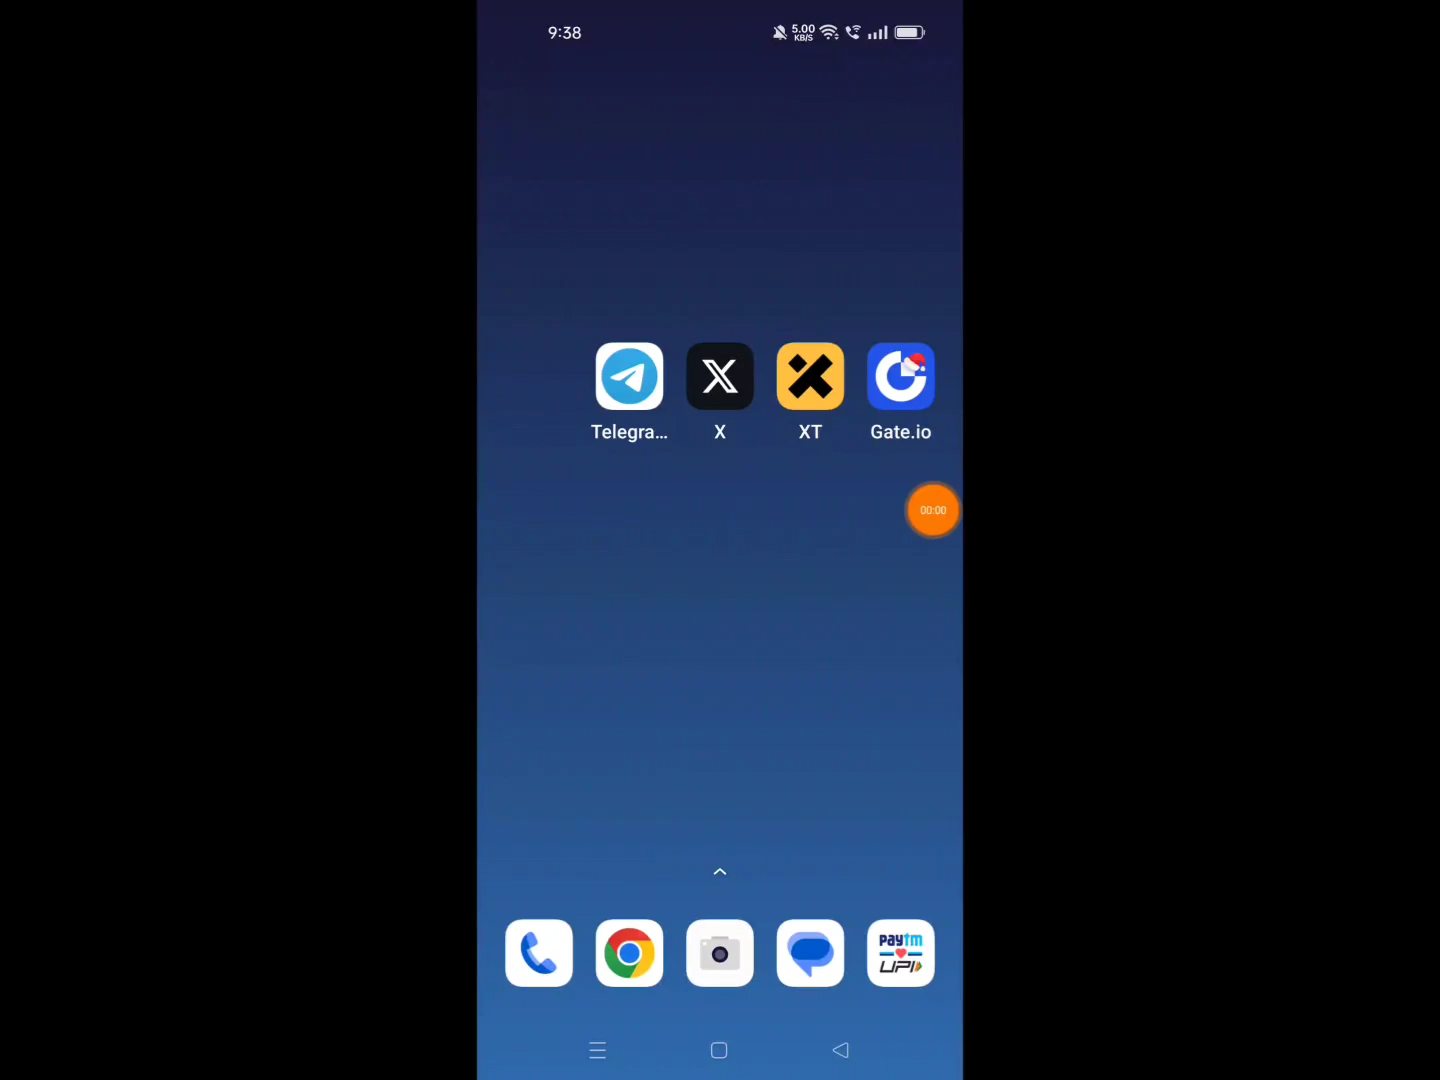 9:38
5.00
KB/S
Telegra...
X
XT
Gate.io
00:00
paytm
UPI